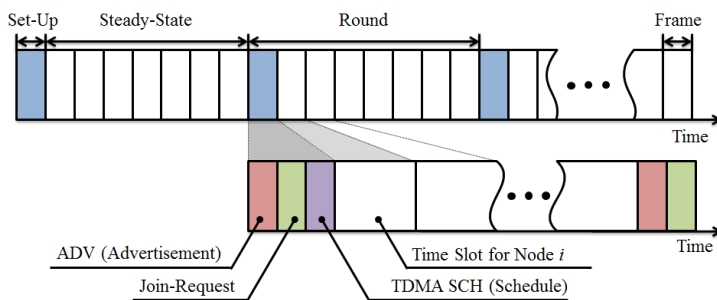 Set-Up Steady-State Round Frame
Time
Time
ADV (Advertisement) Time Slot for Node i
Join-Request TDMA SCH (Schedule)